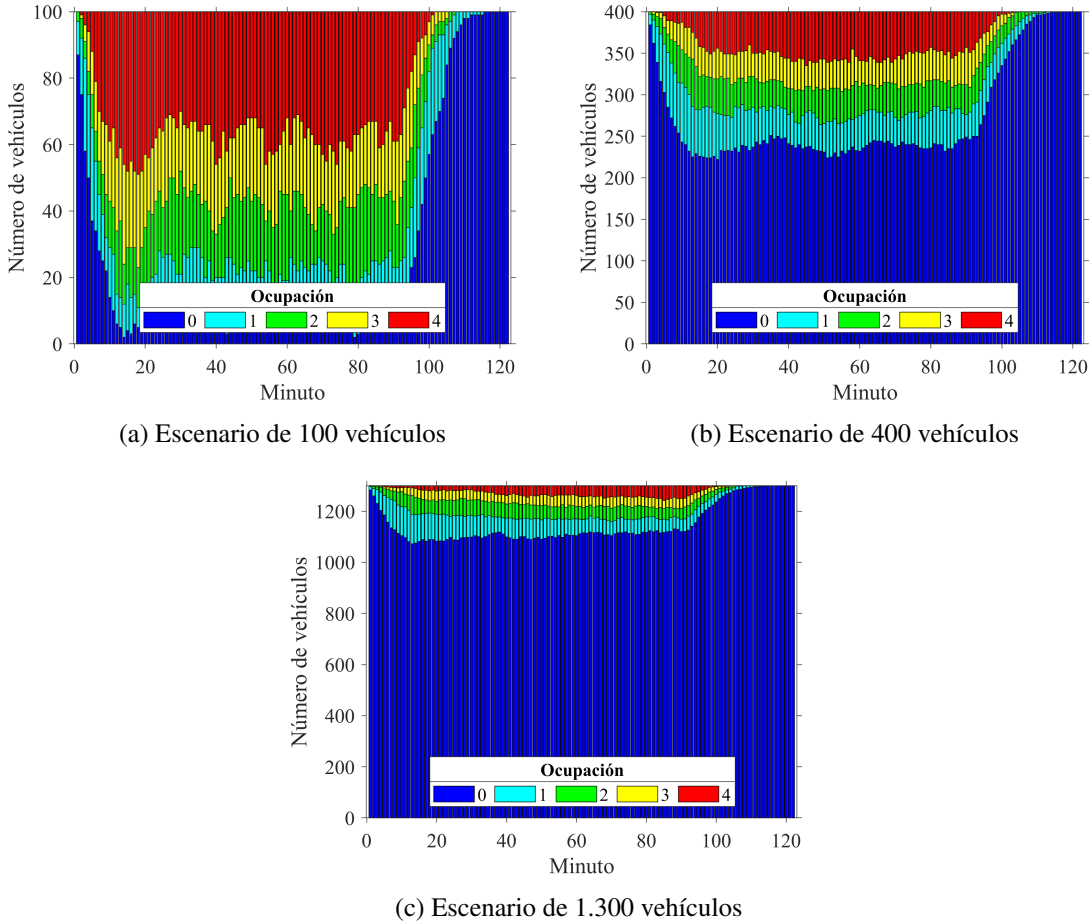 100
80
60
40
20
0
Número de vehículos
Ocupación
0 1 2 3 4
0 20 40 60 80 100 120
Minuto
(a) Escenario de 100 vehículos
400
350
300
250
200
150
100
50
0
Número de vehículos
Ocupación
0 1 2 3 4
0 20 40 60 80 100 120
Minuto
(b) Escenario de 400 vehículos
1200
1000
800
600
400
200
0
Número de vehículos
Ocupación
0 1 2 3 4
0 20 40 60 80 100 120
Minuto
(c) Escenario de 1.300 vehículos